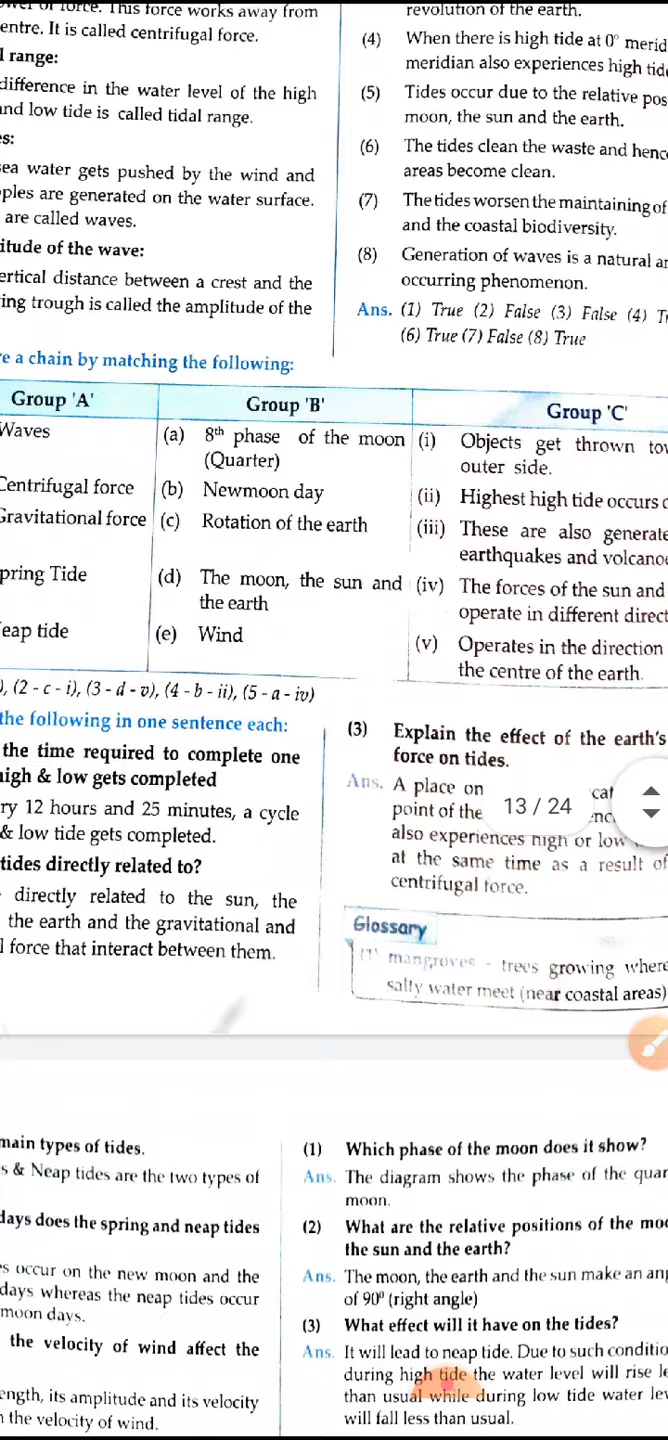 force. This force works away from
entre. It is called centrifugal force.
l range:
difference in the water level of the high
and low tide is called tidal range.
es:
sea water gets pushed by the wind and
ples are generated on the water surface.
are called waves.
itude of the wave:
ertical distance between a crest and the
ing trough is called the amplitude of the
revolution of the earth.
(4) When there is high tide at 0° merid
meridian also experiences high tid
(5) Tides occur due to the relative pos
moon, the sun and the earth.
(6) The tides clean the waste and henc
areas become clean.
(7) The tides worsen the maintaining of
and the coastal biodiversity.
(8) Generation of waves is a natural an
occurring phenomenon.
Ans. (1) True (2) False (3) False (4) T
(6) True (7) False (8) True
e a chain by matching the following:
Group 'A' Group 'B' Group 'C'
Waves (a) 8th phase of the moon (i) Objects get thrown to
(Quarter) outer side.
Centrifugal force (b) Newmoon day (ii) Highest high tide occurs
Gravitational force (c) Rotation of the earth (iii) These are also generate
earthquakes and volcanoe
pring Tide (d) The moon, the sun and (iv) The forces of the sun and
the earth operate in different direct
eap tide (e) Wind (v) Operates in the direction
the centre of the earth.
), (2 - c - i), (3 - d - v), (4 - b - ii), (5 - a - iv)
the following in one sentence each:
the time required to complete one
high & low gets completed
ry 12 hours and 25 minutes, a cycle
& low tide gets completed.
tides directly related to?
directly related to the sun, the
the earth and the gravitational and
l force that interact between them.
(3) Explain the effect of the earth's
force on tides.
Ans. A place on
point of the
also experiences high or low
at the same time as a result of
centrifugal force.
13 / 24
Glossary
(1) mangroves - trees growing where
salty water meet (near coastal areas)
main types of tides.
s & Neap tides are the two types of
days does the spring and neap tides
s occur on the new moon and the
days whereas the neap tides occur
moon days.
the velocity of wind affect the
ength, its amplitude and its velocity
the velocity of wind.
(1) Which phase of the moon does it show?
Ans. The diagram shows the phase of the quar
moon.
(2) What are the relative positions of the moo
the sun and the earth?
Ans. The moon, the earth and the sun make an ang
of 90° (right angle)
(3) What effect will it have on the tides?
Ans. It will lead to neap tide. Due to such conditio
during high tide the water level will rise le
than usual while during low tide water lev
will fall less than usual.